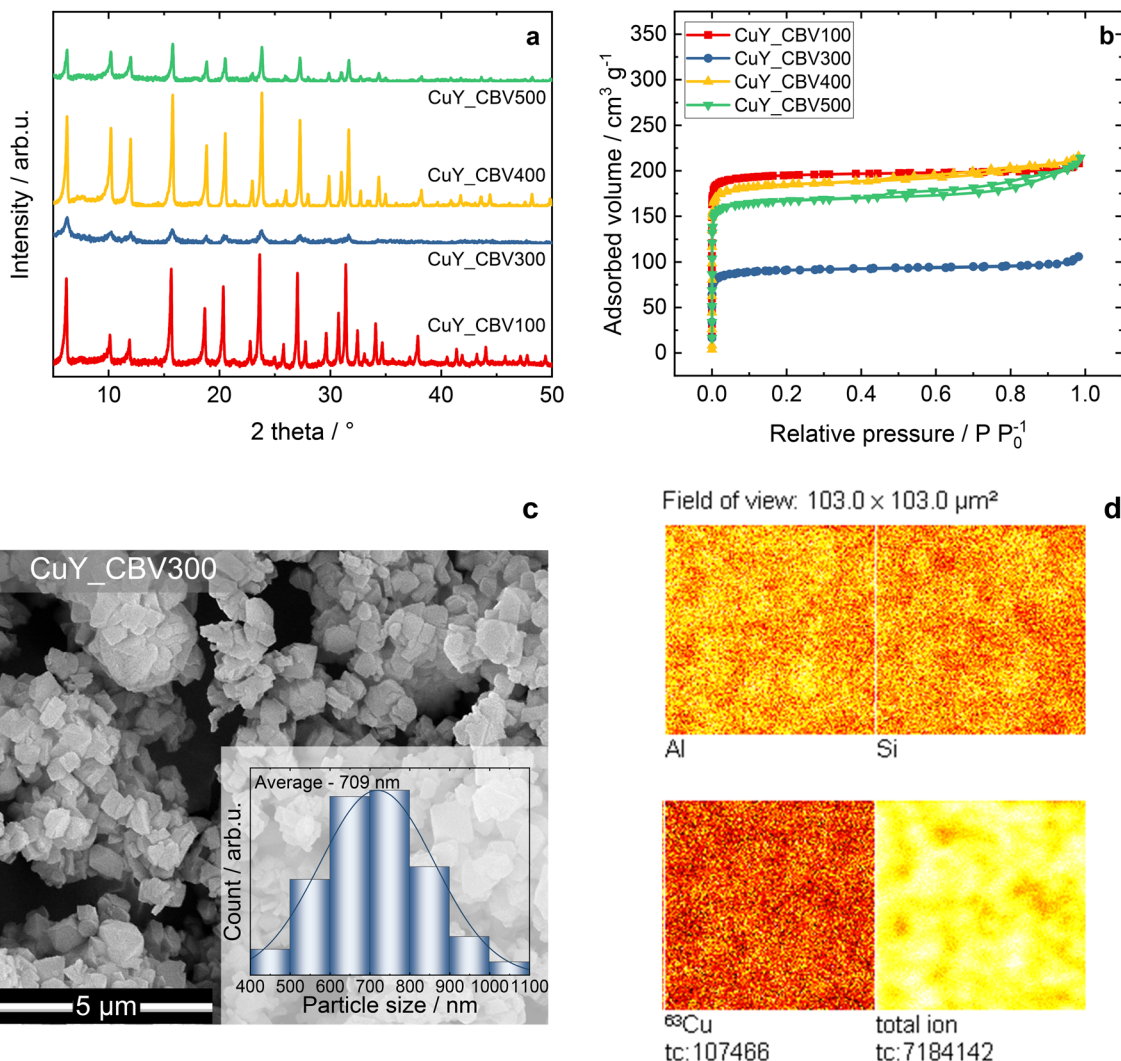 a
CuY_CBV500
CuY_CBV400
CuY_CBV300
CuY_CBV100
Intensity / arb.u.
10
20
30
40
50
2 theta / °
b
CuY_CBV100
CuY_CBV300
CuY_CBV400
CuY_CBV500
Adsorbed volume / cm³ g⁻¹
350
300
250
200
150
100
50
0
0.0
0.2
0.4
0.6
0.8
1.0
Relative pressure / P P₀⁻¹
c
CuY_CBV300
Average - 709 nm
Count / arb.u.
400 500 600 700 800 900 1000 1100
Particle size / nm
5 µm
d
Field of view: 103.0 x 103.0 µm²
Al
Si
⁶³Cu
tc:107466
total ion
tc:7184142